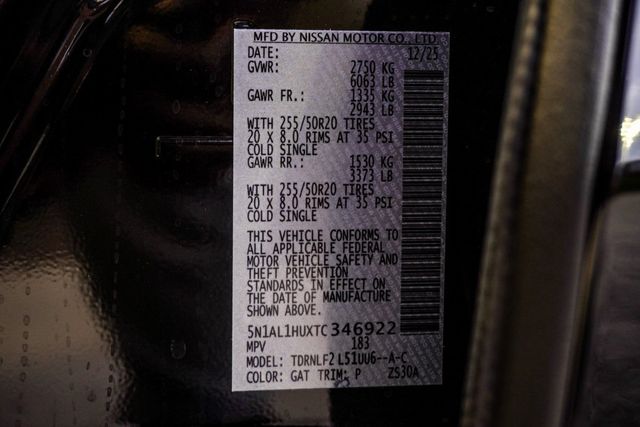 MFD BY NISSAN MOTOR CO., LTD.
DATE: 12/25
GVWR: 2750 KG
6063 LB
GAWR FR.: 1335 KG
2943 LB
WITH 255/50R20 TIRES
20 X 8.0 RIMS AT 35 PSI
COLD SINGLE
GAWR RR.: 1530 KG
3373 LB
WITH 255/50R20 TIRES
20 X 8.0 RIMS AT 35 PSI
COLD SINGLE
THIS VEHICLE CONFORMS TO
ALL APPLICABLE FEDERAL
MOTOR VEHICLE SAFETY AND
THEFT PREVENTION
STANDARDS IN EFFECT ON
THE DATE OF MANUFACTURE
SHOWN ABOVE.
5N1AL1HUXTC346922
MPV 183
MODEL: TDRNLF2 L51UU6--A-C
COLOR: GAT TRIM: P ZS30A